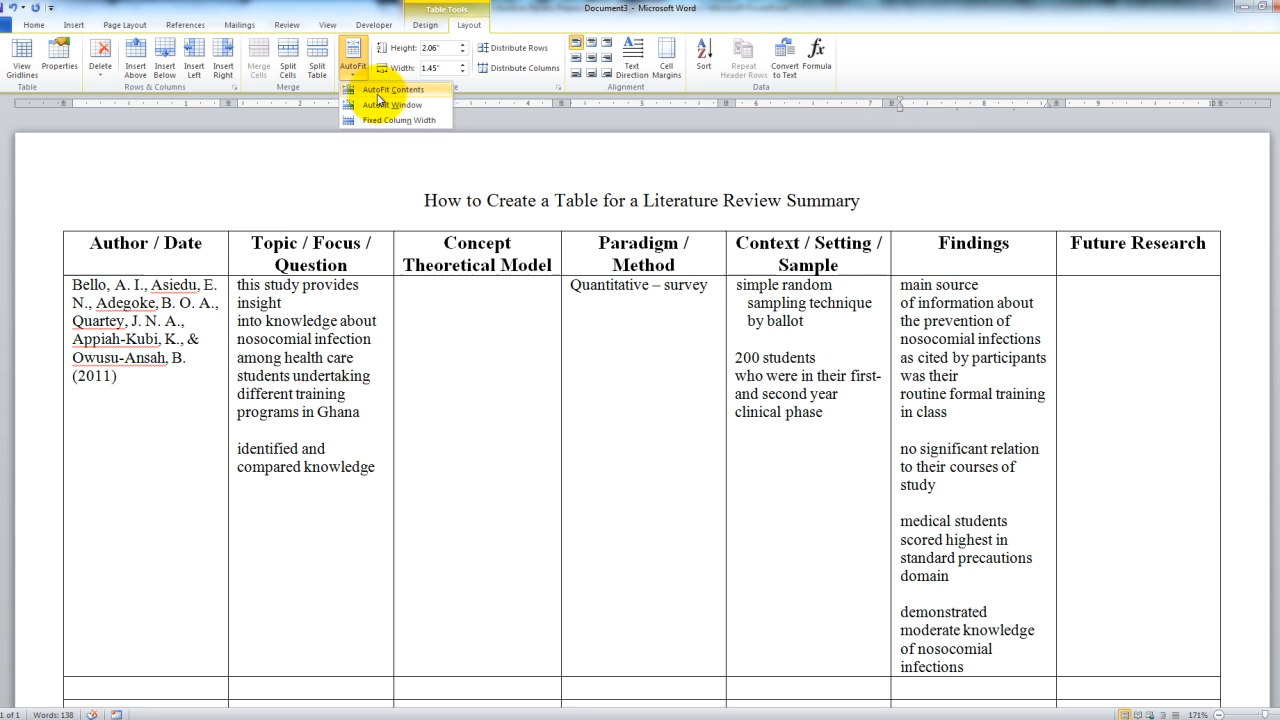 Table Tools
Document3 - Microsoft Word
Home Insert Page Layout References Mailings Review View Developer Design Layout
View Gridlines
Properties
Delete
Insert Above
Insert Below
Insert Left
Insert Right
Merge Cells
Split Cells
Split Table
AutoFit
Height: 2.06"
Width: 1.45"
Distribute Rows
Distribute Columns
Text Direction
Cell Margins
Sort
Repeat Header Rows
Convert to Text
Formula
Table
Rows & Columns
Merge
Alignment
Data
AutoFit Contents
AutoFit Window
Fixed Column Width
How to Create a Table for a Literature Review Summary
Author / Date
Topic / Focus /
Question
Concept
Theoretical Model
Paradigm /
Method
Context / Setting /
Sample
Findings
Future Research
Bello, A. I., Asiedu, E.
N., Adegoke, B. O. A.,
Quartey, J. N. A.,
Appiah-Kubi, K., &
Owusu-Ansah, B.
(2011)
this study provides
insight
into knowledge about
nosocomial infection
among health care
students undertaking
different training
programs in Ghana
identified and
compared knowledge
Quantitative – survey
simple random
sampling technique
by ballot
200 students
who were in their first-
and second year
clinical phase
main source
of information about
the prevention of
nosocomial infections
as cited by participants
was their
routine formal training
in class
no significant relation
to their courses of
study
medical students
scored highest in
standard precautions
domain
demonstrated
moderate knowledge
of nosocomial
infections
1 of 1
Words: 138
171%